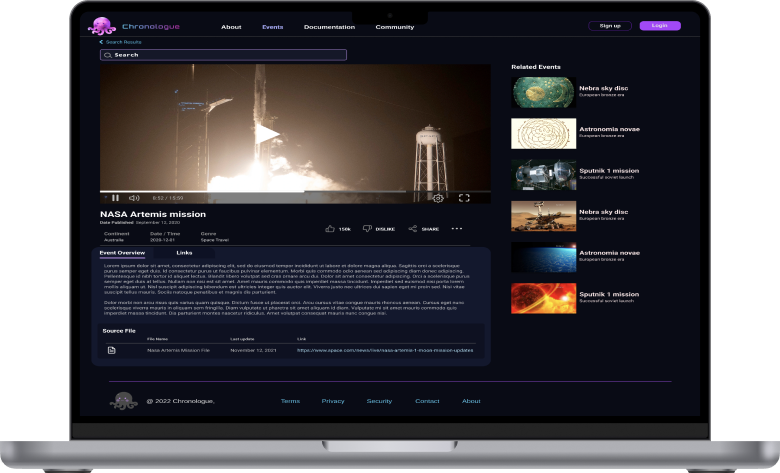 Chronologue
About
Events
Documentation
Community
Sign up
Login
Search Results
Search
8:52 / 15:59
NASA Artemis mission
Date Published September 12, 2020
150k
DISLIKE
SHARE
Continent
Date / Time
Genre
Australia
2020-12-01
Space Travel
Event Overview
Links
Lorem ipsum dolor sit amet, consectetur adipiscing elit, sed do eiusmod tempor incididunt ut labore et dolore magna aliqua. Sagittis orci a scelerisque
purus semper eget duis. Id consectetur purus ut faucibus pulvinar elementum. Morbi quis commodo odio aenean sed adipiscing diam donec adipiscing.
Pellentesque id nibh tortor id aliquet lectus. Blandit libero volutpat sed cras ornare arcu dui. Dolor sit amet consectetur adipiscing. Orci a scelerisque purus
semper eget duis at tellus. Nullam non nisi est sit amet. Amet mauris commodo quis imperdiet massa tincidunt. Imperdiet sed euismod nisi porta lorem
mollis aliquam ut. Nisl suscipit adipiscing bibendum est ultricies integer quis auctor elit. Viverra justo nec ultrices dui sapien eget mi proin sed. Nisi vitae
suscipit tellus mauris. Sociis natoque penatibus et magnis dis parturient.
Dolor morbi non arcu risus quis varius quam quisque. Dictum fusce ut placerat orci. Arcu cursus vitae congue mauris rhoncus aenean. Cursus eget nunc
scelerisque viverra mauris in aliquam sem fringilla. Diam vulputate ut pharetra sit amet aliquam id diam. Vulputate mi sit amet mauris commodo quis
imperdiet massa tincidunt. Dis parturient montes nascetur ridiculus. Amet volutpat consequat mauris nunc congue nisi.
Source File
File Name
Last update
Link
Nasa Artemis Mission File
November 12, 2021
https://www.space.com/news/live/nasa-artemis-1-moon-mission-updates
Related Events
Nebra sky disc
European bronze era
Astronomia novae
European bronze era
Sputnik 1 mission
Successful soviet launch
Nebra sky disc
European bronze era
Astronomia novae
European bronze era
Sputnik 1 mission
Successful soviet launch
@ 2022 Chronologue.
Terms
Privacy
Security
Contact
About